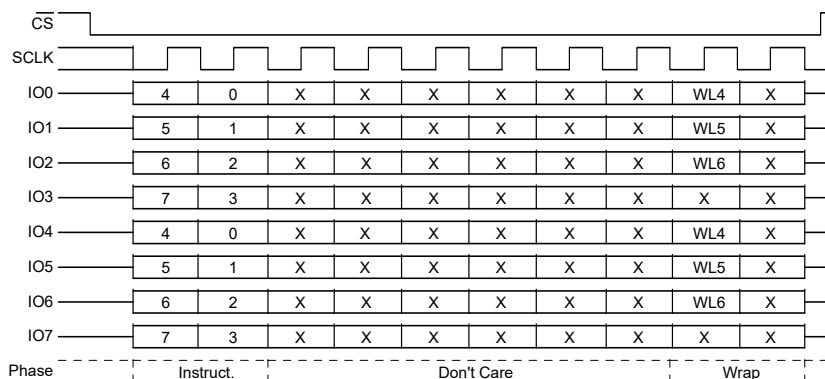 CS
SCLK
IO0 4 0 X X X X X X WL4 X
IO1 5 1 X X X X X X WL5 X
IO2 6 2 X X X X X X WL6 X
IO3 7 3 X X X X X X X X
IO4 4 0 X X X X X X WL4 X
IO5 5 1 X X X X X X WL5 X
IO6 6 2 X X X X X X WL6 X
IO7 7 3 X X X X X X X X
Phase Instruct. Don't Care Wrap